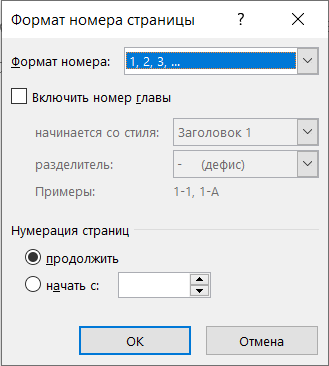 Формат номера страницы
Формат номера: 1, 2, 3, ...
Включить номер главы
начинается со стиля: Заголовок 1
разделитель: - (дефис)
Примеры: 1-1, 1-A
Нумерация страниц
продолжить
начать с:
ОК Отмена